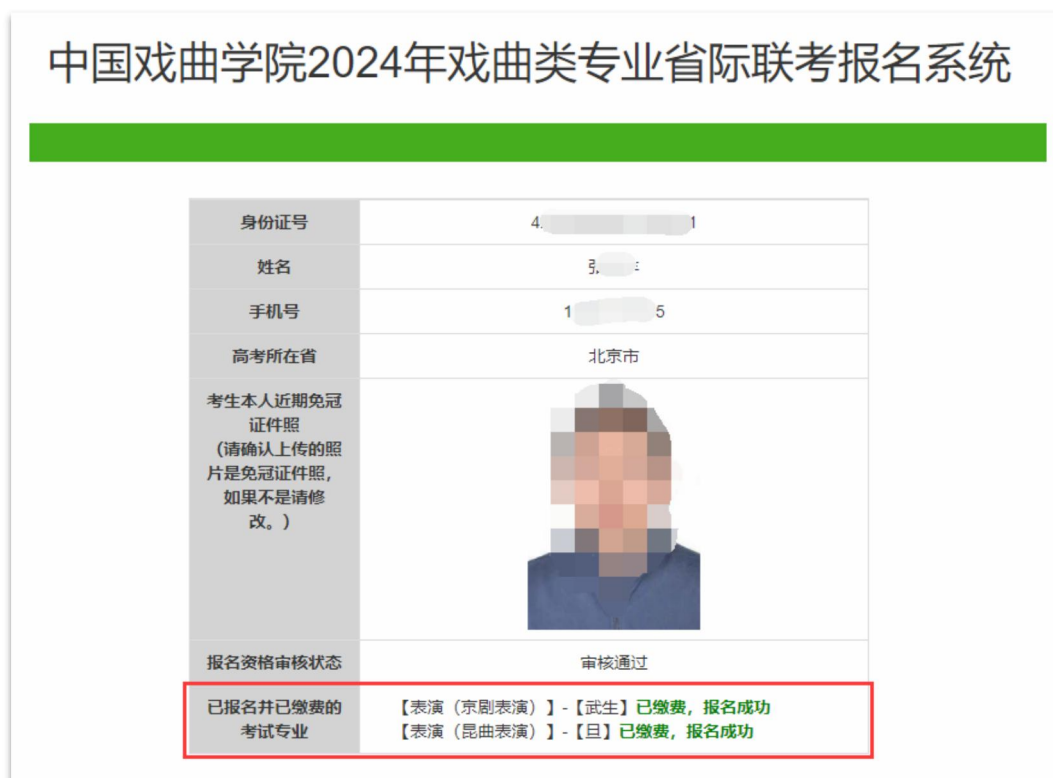 中国戏曲学院2024年戏曲类专业省际联考报名系统
身份证号 4 1
姓名
手机号 1 5
高考所在省 北京市
考生本人近期免冠
证件照
（请确认上传的照
片是免冠证件照，
如果不是请修
改。）
报名资格审核状态 审核通过
已报名并已缴费的
考试专业
【表演（京剧表演）】-【武生】已缴费，报名成功
【表演（昆曲表演）】-【旦】已缴费，报名成功